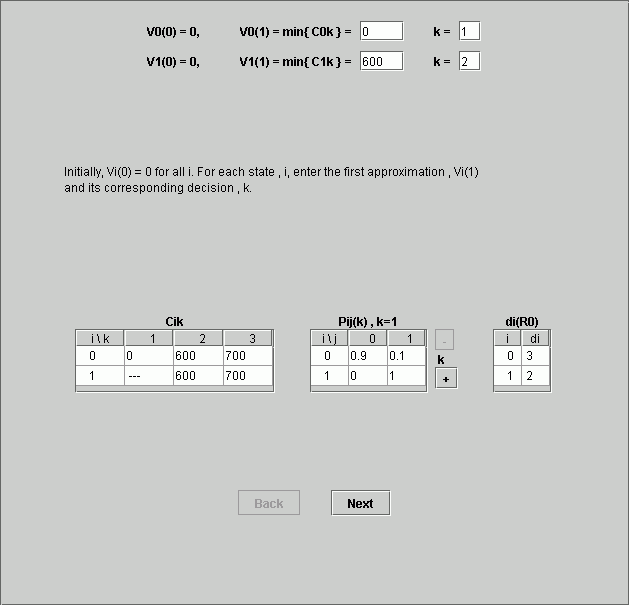 V0(0) = 0, V0(1) = min{ C0k } = 0 k = 1
V1(0) = 0, V1(1) = min{ C1k } = 600 k = 2
Initially, Vi(0) = 0 for all i. For each state , i, enter the first approximation , Vi(1)
and its corresponding decision , k.
Cik Pij(k) , k=1 di(R0)
i \ k 1 2 3 i \ j 0 1 - i di
0 0 600 700 0 0.9 0.1 k 0 3
1 --- 600 700 1 0 1 + 1 2
Back Next